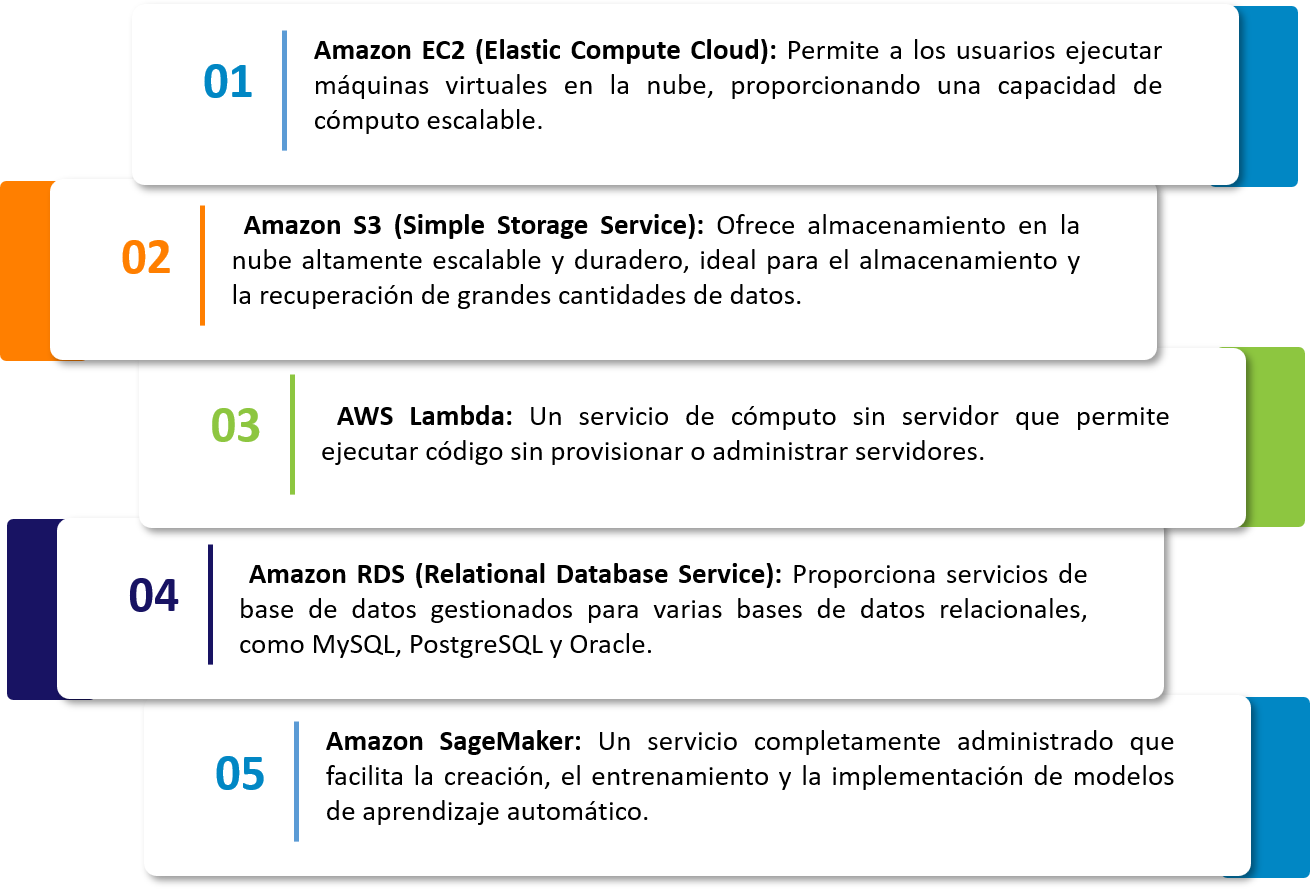 01
Amazon EC2 (Elastic Compute Cloud): Permite a los usuarios ejecutar
máquinas virtuales en la nube, proporcionando una capacidad de
cómputo escalable.
02
Amazon S3 (Simple Storage Service): Ofrece almacenamiento en la
nube altamente escalable y duradero, ideal para el almacenamiento y
la recuperación de grandes cantidades de datos.
03
AWS Lambda: Un servicio de cómputo sin servidor que permite
ejecutar código sin provisionar o administrar servidores.
04
Amazon RDS (Relational Database Service): Proporciona servicios de
base de datos gestionados para varias bases de datos relacionales,
como MySQL, PostgreSQL y Oracle.
05
Amazon SageMaker: Un servicio completamente administrado que
facilita la creación, el entrenamiento y la implementación de modelos
de aprendizaje automático.